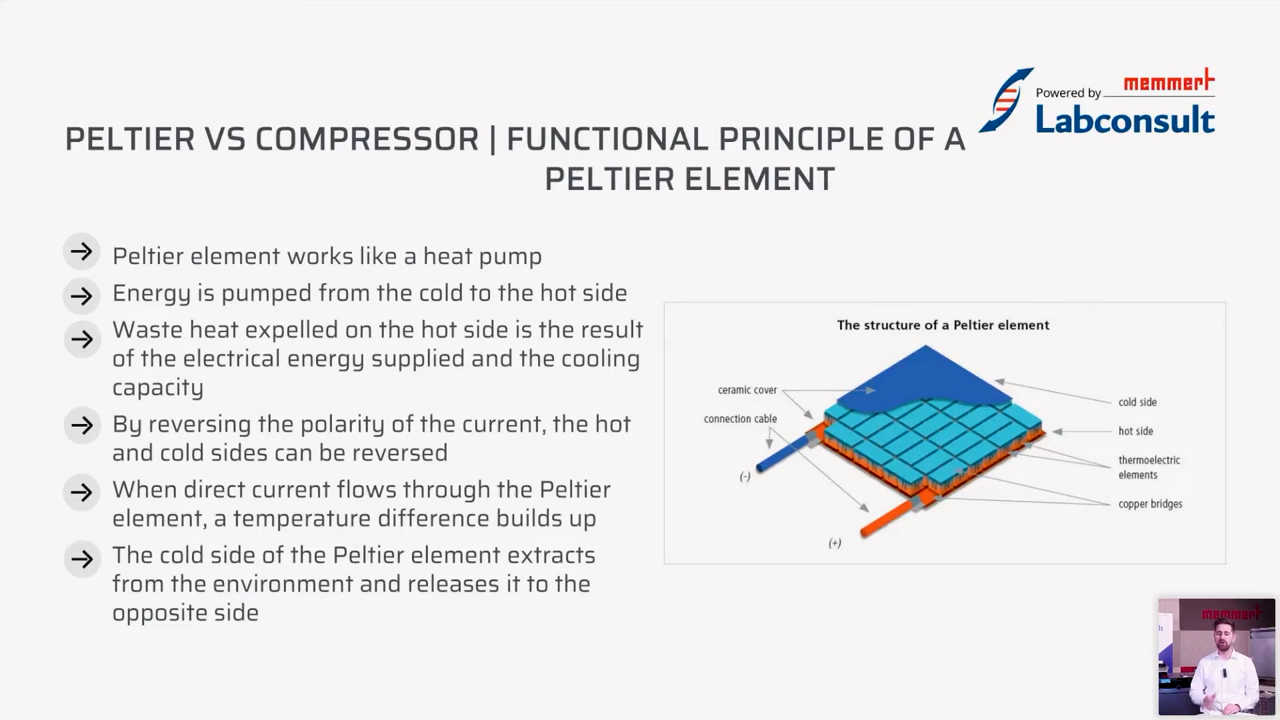 Powered by memmert
Labconsult
PELTIER VS COMPRESSOR | FUNCTIONAL PRINCIPLE OF A
PELTIER ELEMENT
Peltier element works like a heat pump
Energy is pumped from the cold to the hot side
Waste heat expelled on the hot side is the result
of the electrical energy supplied and the cooling
capacity
By reversing the polarity of the current, the hot
and cold sides can be reversed
When direct current flows through the Peltier
element, a temperature difference builds up
The cold side of the Peltier element extracts
from the environment and releases it to the
opposite side
The structure of a Peltier element
ceramic cover
connection cable
(-)
(+)
cold side
hot side
thermoelectric
elements
copper bridges
memmert